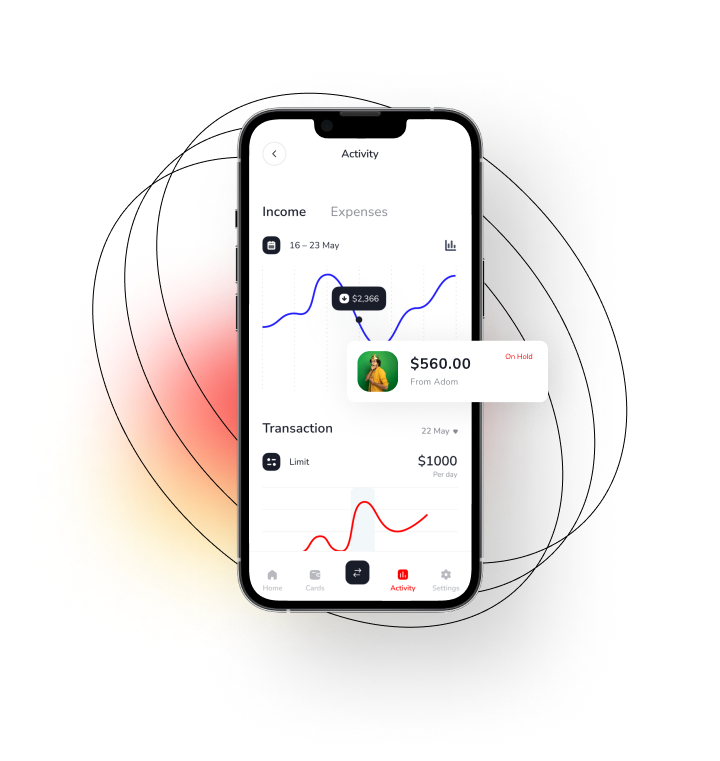 Activity
Income Expenses
16 – 23 May
$2,366
$560.00 On Hold
From Adom
Transaction 22 May
Limit $1000
Per day
Home Cards Activity Settings